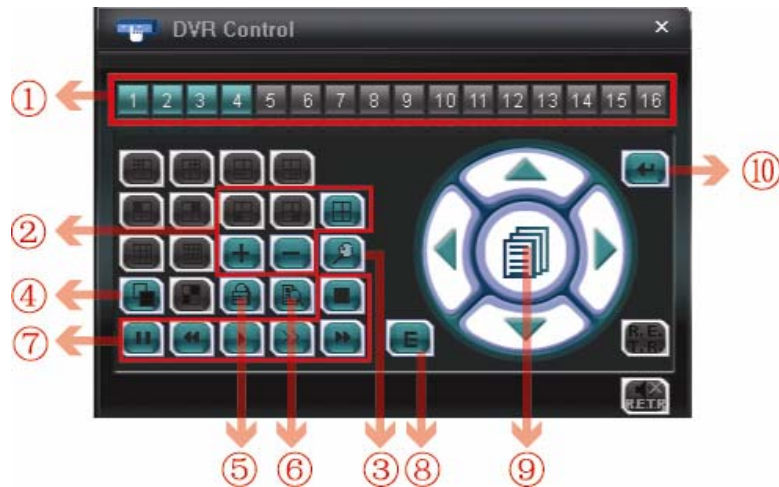 DVR Control ×
① 1 2 3 4 5 6 7 8 9 10 11 12 13 14 15 16
⑩
②
+ −
④
⑦ E
R.E.
T.R.
RETR
⑤ ⑥ ③ ⑧ ⑨